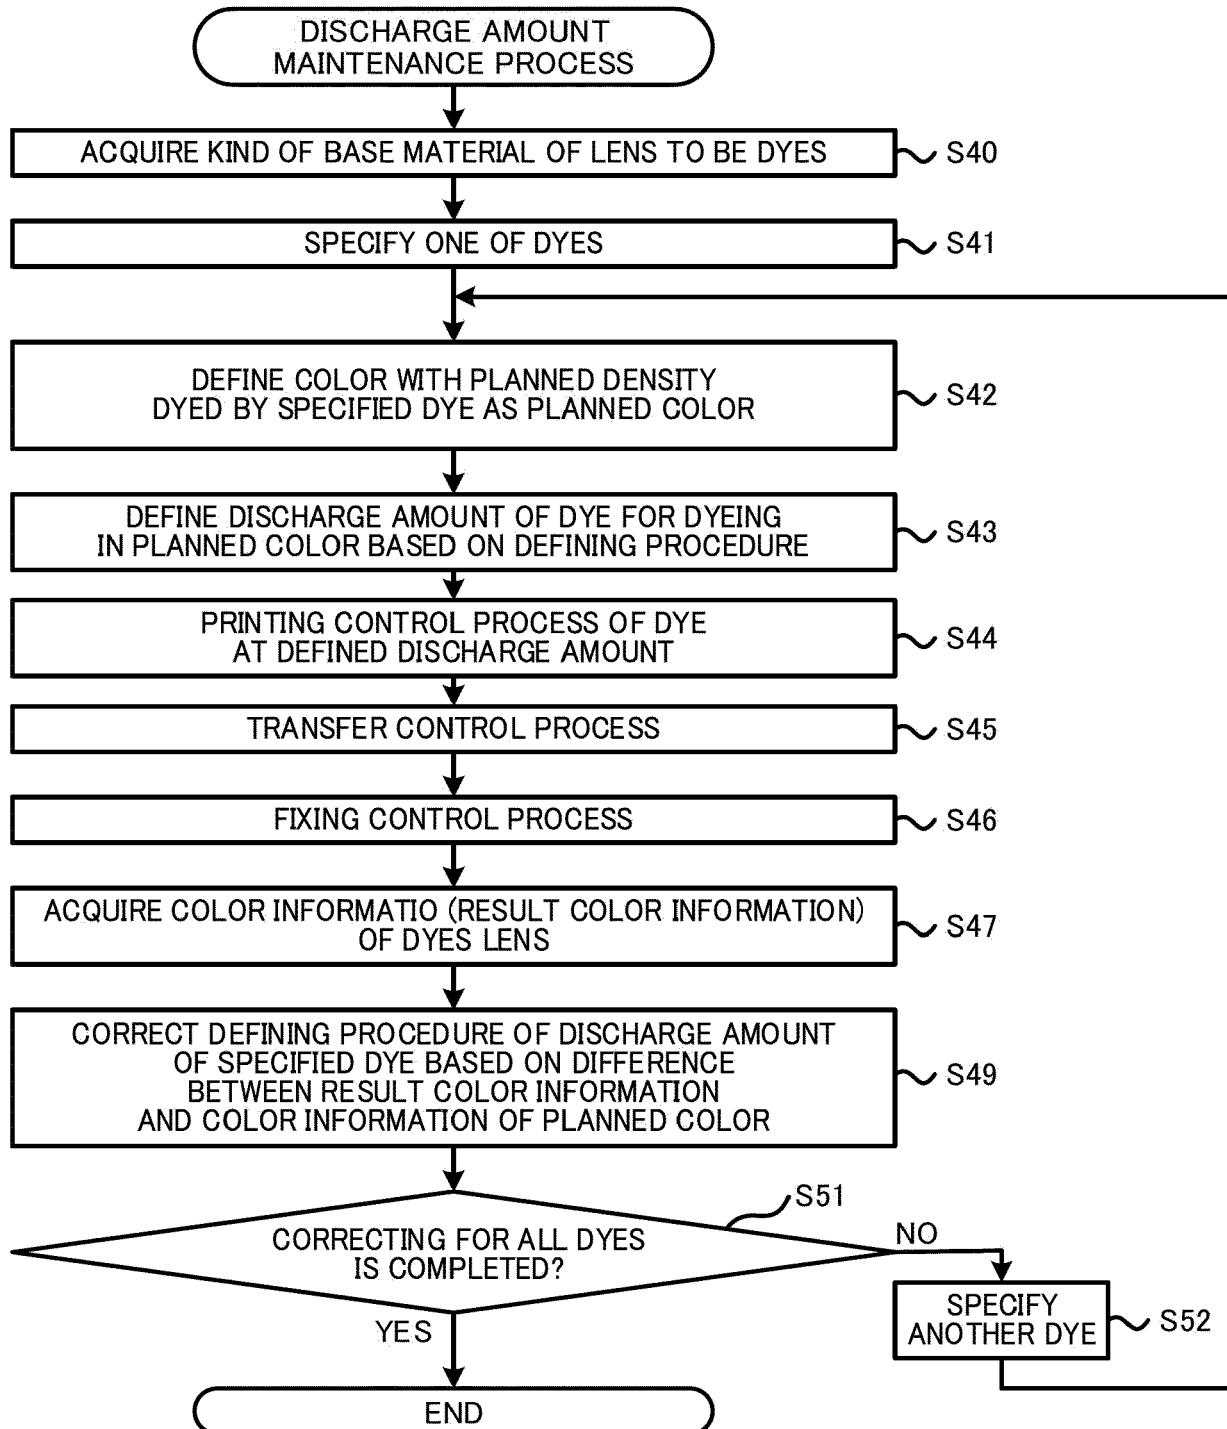 DISCHARGE AMOUNT
MAINTENANCE PROCESS
ACQUIRE KIND OF BASE MATERIAL OF LENS TO BE DYES
S40
SPECIFY ONE OF DYES
S41
DEFINE COLOR WITH PLANNED DENSITY
DYED BY SPECIFIED DYE AS PLANNED COLOR
S42
DEFINE DISCHARGE AMOUNT OF DYE FOR DYEING
IN PLANNED COLOR BASED ON DEFINING PROCEDURE
S43
PRINTING CONTROL PROCESS OF DYE
AT DEFINED DISCHARGE AMOUNT
S44
TRANSFER CONTROL PROCESS
S45
FIXING CONTROL PROCESS
S46
ACQUIRE COLOR INFORMATIO (RESULT COLOR INFORMATION)
OF DYES LENS
S47
CORRECT DEFINING PROCEDURE OF DISCHARGE AMOUNT
OF SPECIFIED DYE BASED ON DIFFERENCE
BETWEEN RESULT COLOR INFORMATION
AND COLOR INFORMATION OF PLANNED COLOR
S49
S51
CORRECTING FOR ALL DYES
IS COMPLETED?
NO
SPECIFY
ANOTHER DYE
S52
YES
END